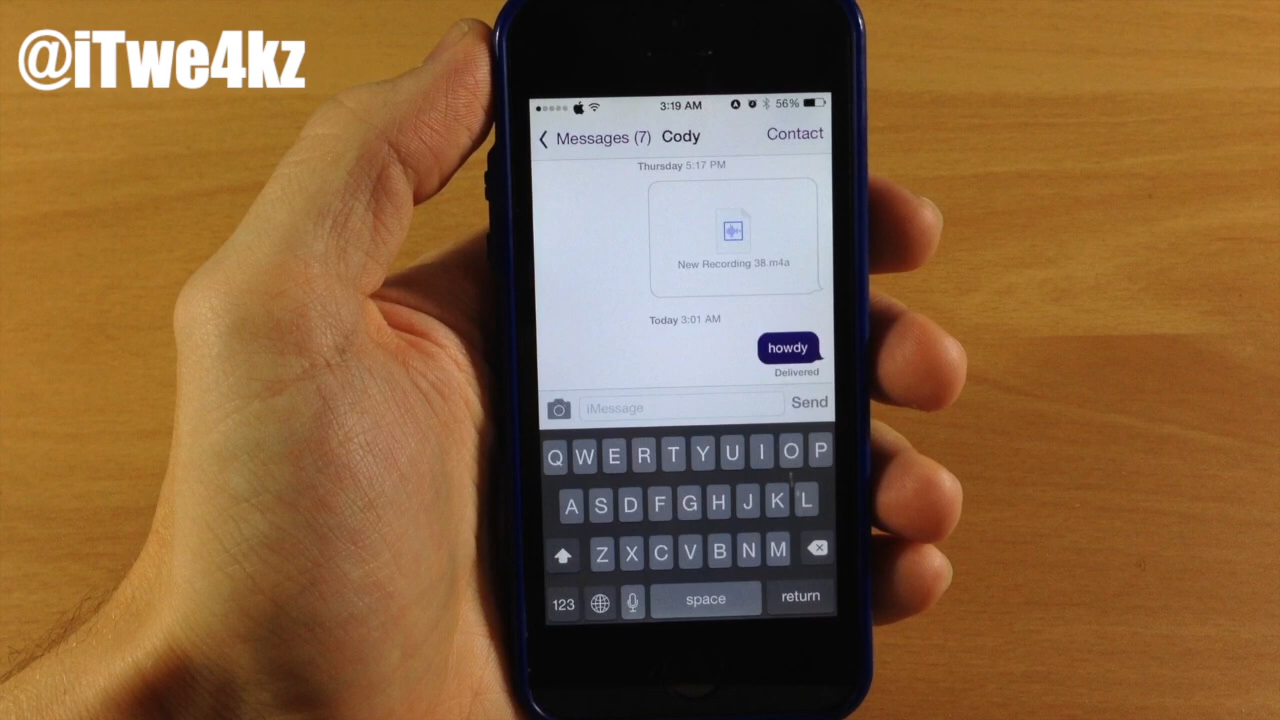 @iTwe4kz
3:19 AM 56%
Messages (7) Cody Contact
Thursday 5:17 PM
New Recording 38.m4a
Today 3:01 AM
howdy
Delivered
iMessage Send
Q W E R T Y U I O P
A S D F G H J K L
Z X C V B N M
123 space return